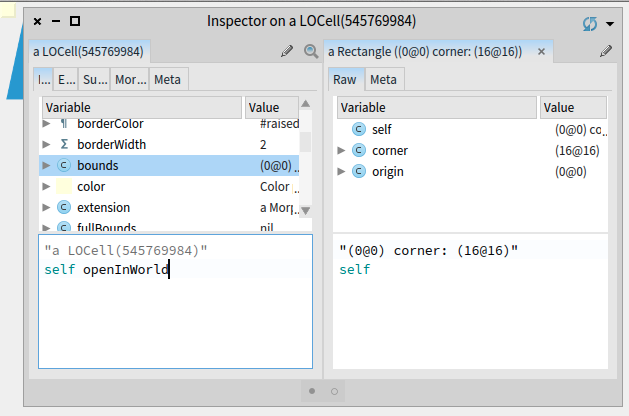 Inspector on a LOCell(545769984)
a LOCell(545769984)
I... E... Su... Mor... Meta
Variable Value
borderColor #raised
borderWidth 2
bounds (0@0) ..
color Color ..
extension a Morp..
fullBounds nil
"a LOCell(545769984)"
self openInWorld
a Rectangle ((0@0) corner: (16@16)) ×
Raw Meta
Variable Value
self (0@0) co..
corner (16@16)
origin (0@0)
"(0@0) corner: (16@16)"
self